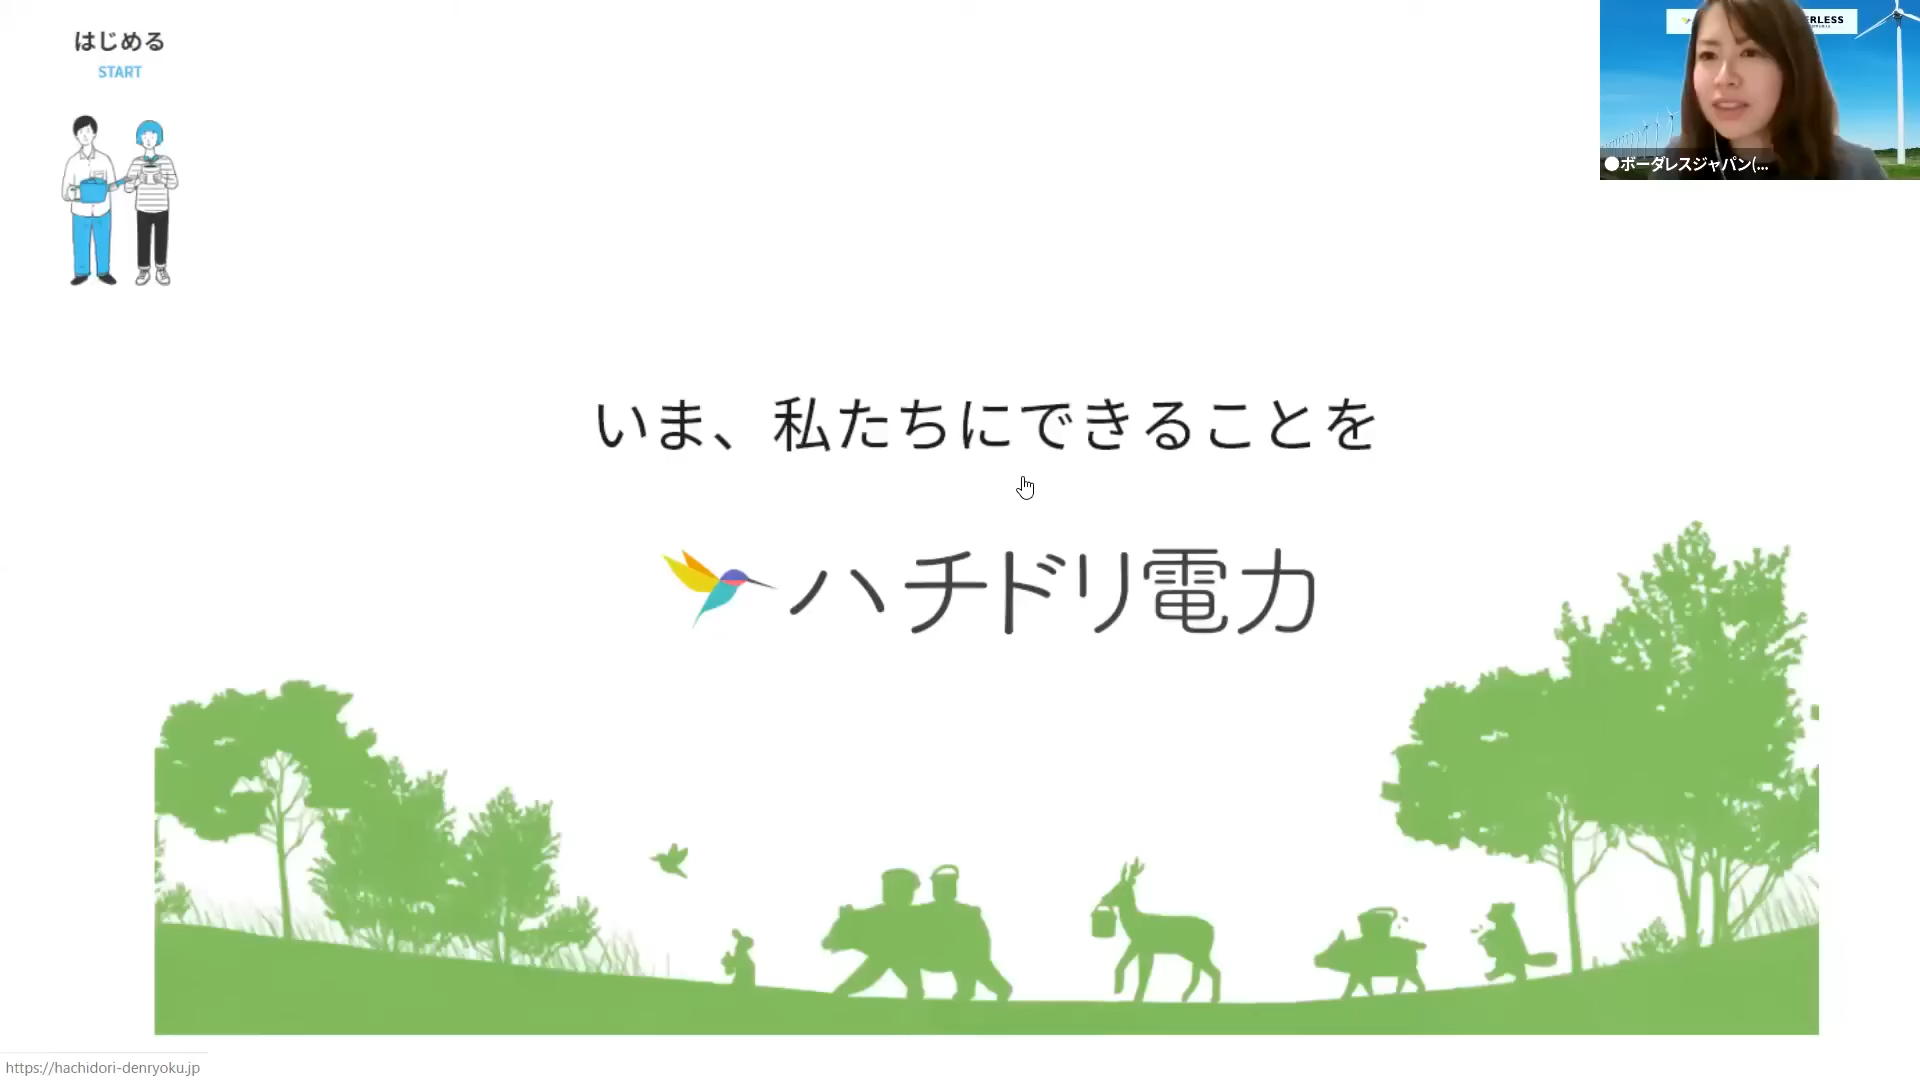 はじめる
START
ERLESS
●ボーダレスジャパン(...
いま、私たちにできることを
ハチドリ電力
https://hachidori-denryoku.jp